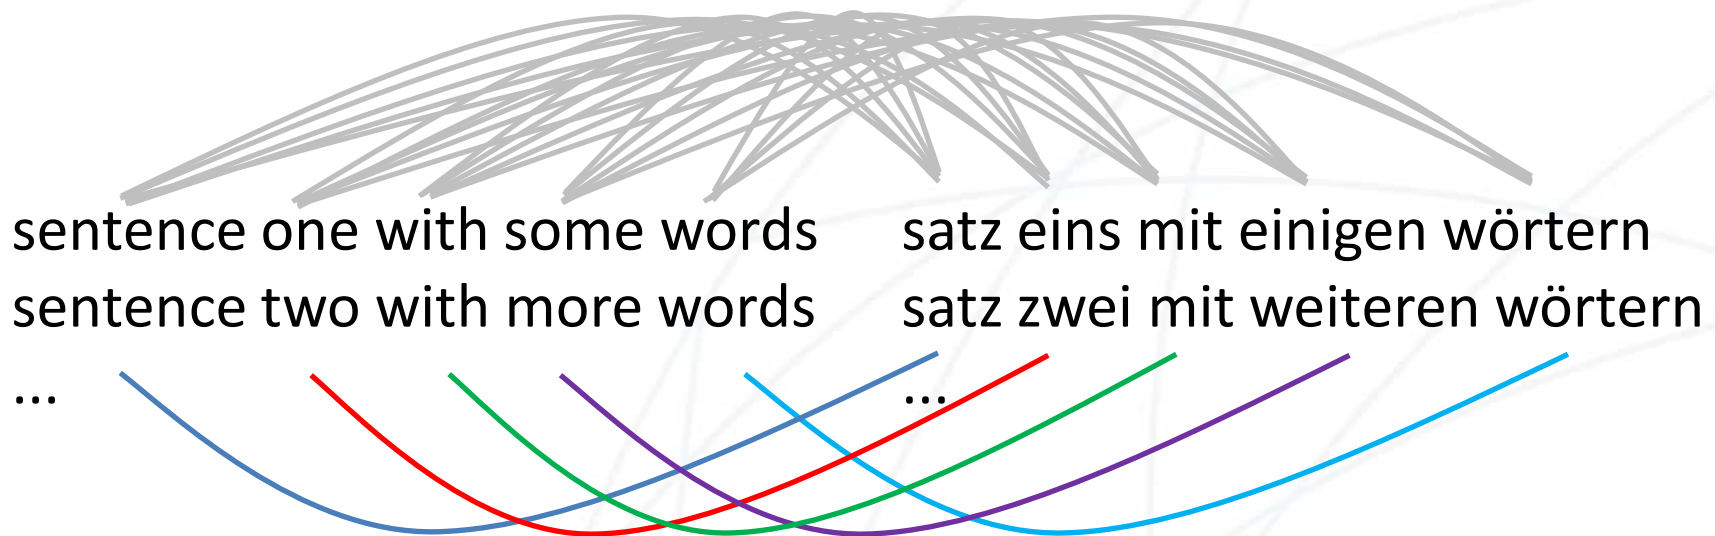 sentence one with some words satz eins mit einigen wörtern
sentence two with more words satz zwei mit weiteren wörtern
... ...